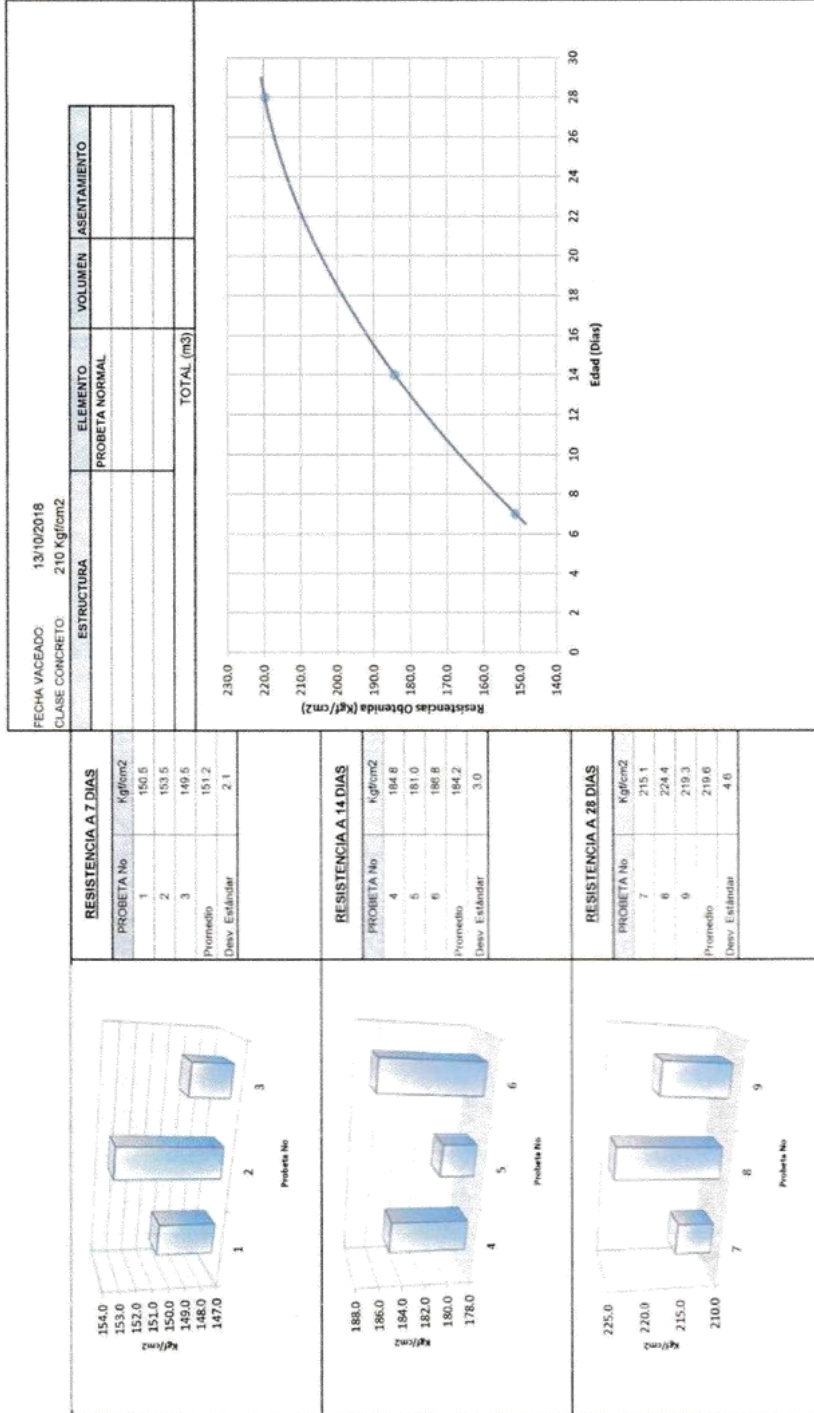 FECHA VACEADO: 13/10/2018
CLASE CONCRETO: 210 Kgf/cm2
ESTRUCTURA ELEMENTO VOLUMEN ASENTAMIENTO
PROBETA NORMAL
TOTAL (m3)
Resistencias Obtenida (Kgf/cm2)
230.0
220.0
210.0
200.0
190.0
180.0
170.0
160.0
150.0
140.0
0 2 4 6 8 10 12 14 16 18 20 22 24 26 28 30
Edad (Días)
RESISTENCIA A 7 DIAS
PROBETA No Kgf/cm2
1 150.5
2 153.5
3 149.5
Promedio 151.2
Desv. Estándar 2.1
RESISTENCIA A 14 DIAS
PROBETA No Kgf/cm2
4 184.8
5 181.0
6 186.8
Promedio 184.2
Desv. Estándar 3.0
RESISTENCIA A 28 DIAS
PROBETA No Kgf/cm2
7 215.1
8 224.4
9 219.3
Promedio 219.6
Desv. Estándar 4.6
Kgf/cm2
154.0
153.0
152.0
151.0
150.0
149.0
148.0
147.0
1 2 3
Probeta No
Kgf/cm2
188.0
186.0
184.0
182.0
180.0
178.0
4 5 6
Probeta No
Kgf/cm2
225.0
220.0
215.0
210.0
7 8 9
Probeta No